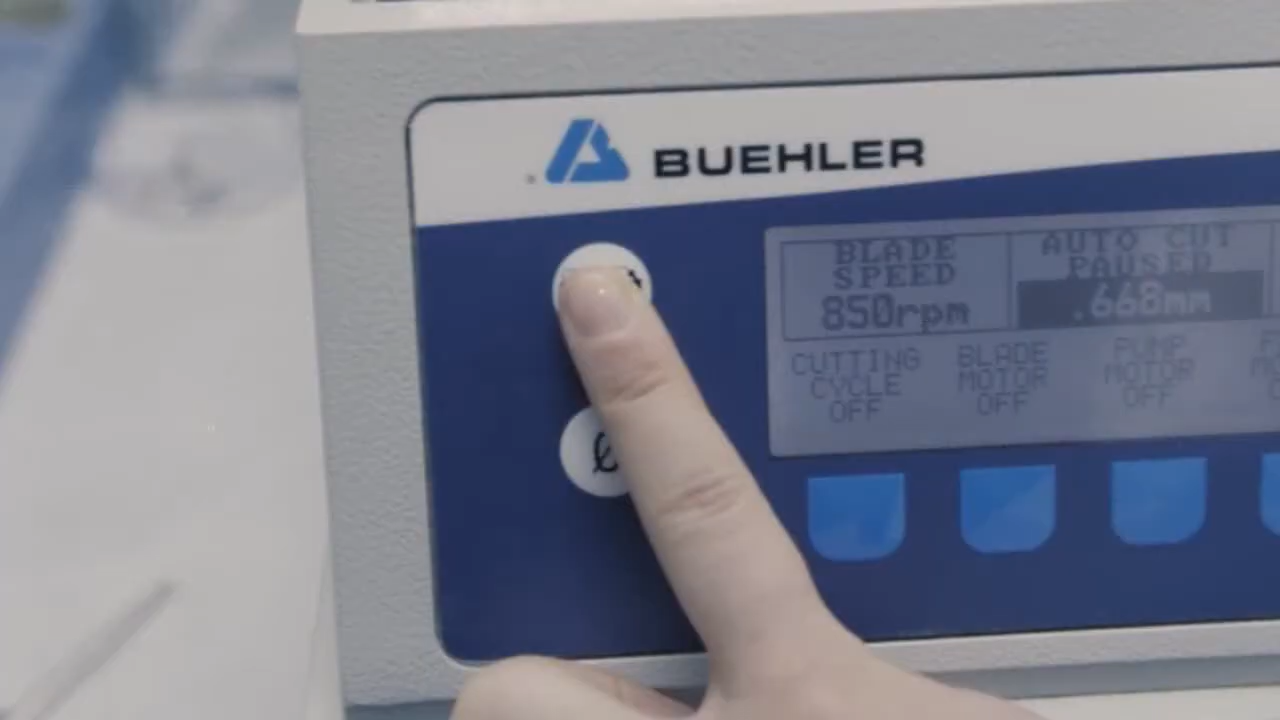 BUEHLER
BLADE
SPEED
850rpm
AUTO CUT
PAUSED
.668mm
CUTTING
CYCLE
OFF
BLADE
MOTOR
OFF
PUMP
MOTOR
OFF